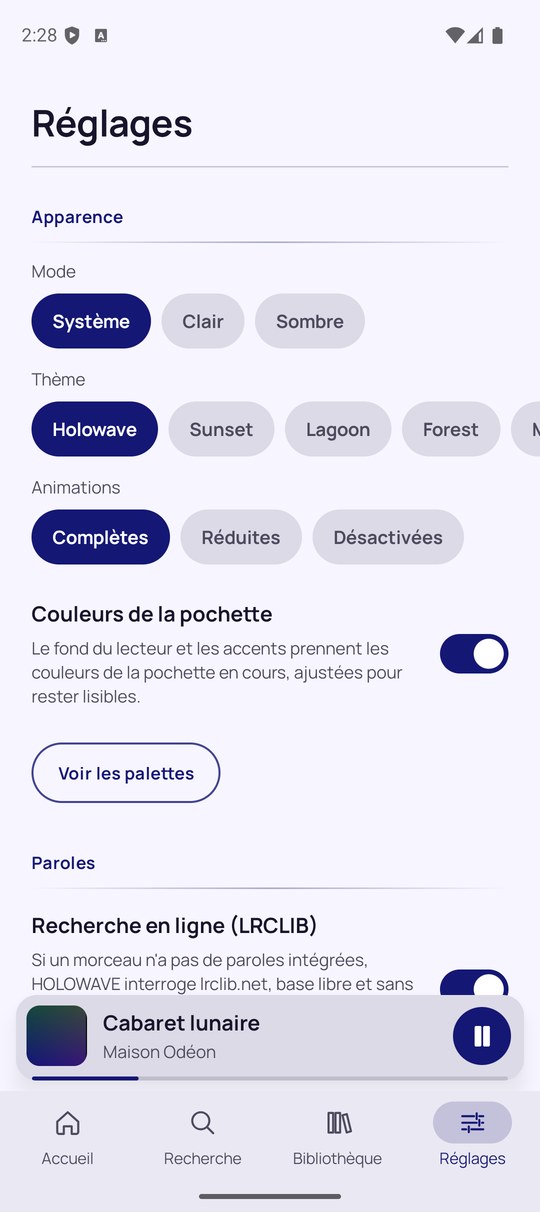 2:28
Réglages
Apparence
Mode
Système Clair Sombre
Thème
Holowave Sunset Lagoon Forest
Animations
Complètes Réduites Désactivées
Couleurs de la pochette
Le fond du lecteur et les accents prennent les
couleurs de la pochette en cours, ajustées pour
rester lisibles.
Voir les palettes
Paroles
Recherche en ligne (LRCLIB)
Si un morceau n'a pas de paroles intégrées,
HOLOWAVE interroge lrclib.net, base libre et sans
Cabaret lunaire
Maison Odéon
Accueil Recherche Bibliothèque Réglages